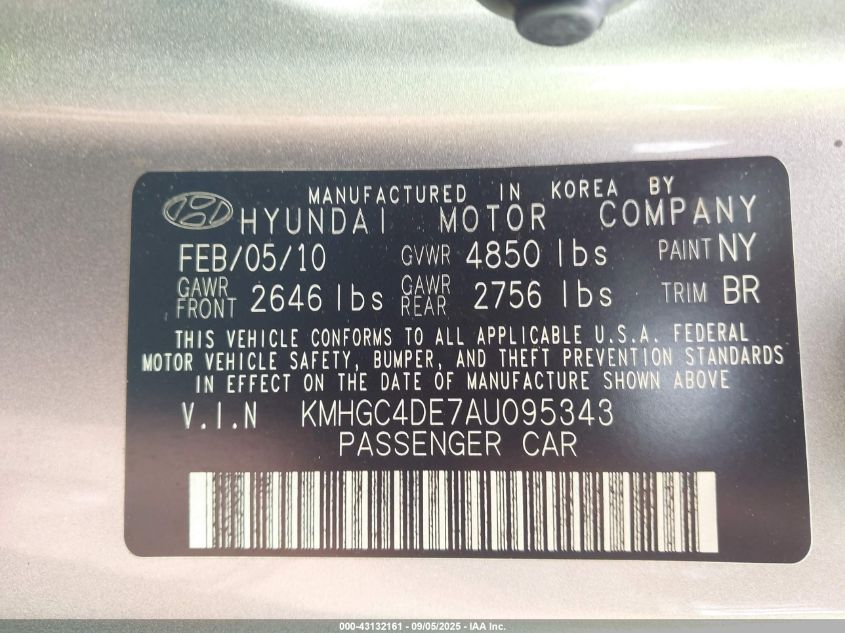 MANUFACTURED IN KOREA BY
HYUNDAI MOTOR COMPANY
FEB/05/10 GVWR 4850 lbs PAINT NY
GAWR FRONT 2646 lbs GAWR REAR 2756 lbs TRIM BR
THIS VEHICLE CONFORMS TO ALL APPLICABLE U.S.A. FEDERAL
MOTOR VEHICLE SAFETY, BUMPER, AND THEFT PREVENTION STANDARDS
IN EFFECT ON THE DATE OF MANUFACTURE SHOWN ABOVE
V.I.N KMHGC4DE7AU095343
PASSENGER CAR
000-43132161 - 09/05/2025 - IAA Inc.